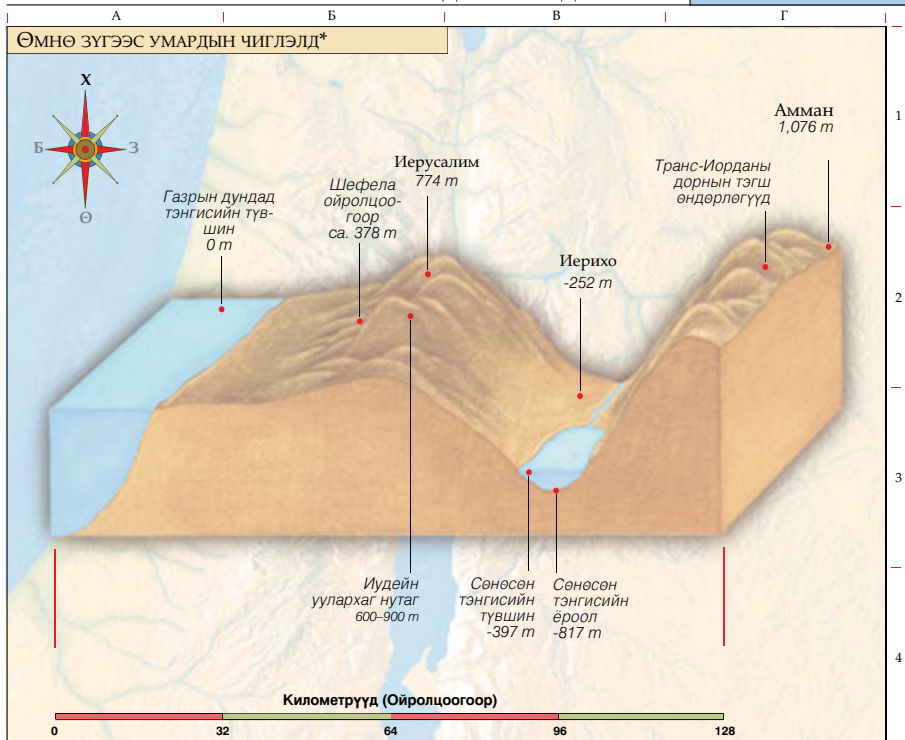 А Б В Г
Өмнө зүгээс умардын чиглэлд*
Х
Б З
Ө
1
2
3
4
Газрын дундад
тэнгисийн түв-
шин
0 m
Шефела
ойролцоо-
гоор
ca. 378 m
Иерусалим
774 m
Иерихо
-252 m
Транс-Иорданы
дорнын тэгш
өндөрлөгүүд
Амман
1,076 m
Иудейн
уулархаг нутаг
600–900 m
Сөнөсөн
тэнгисийн
түвшин
-397 m
Сөнөсөн
тэнгисийн
ёроол
-817 m
Километрүүд (Ойролцоогоор)
0 32 64 96 128